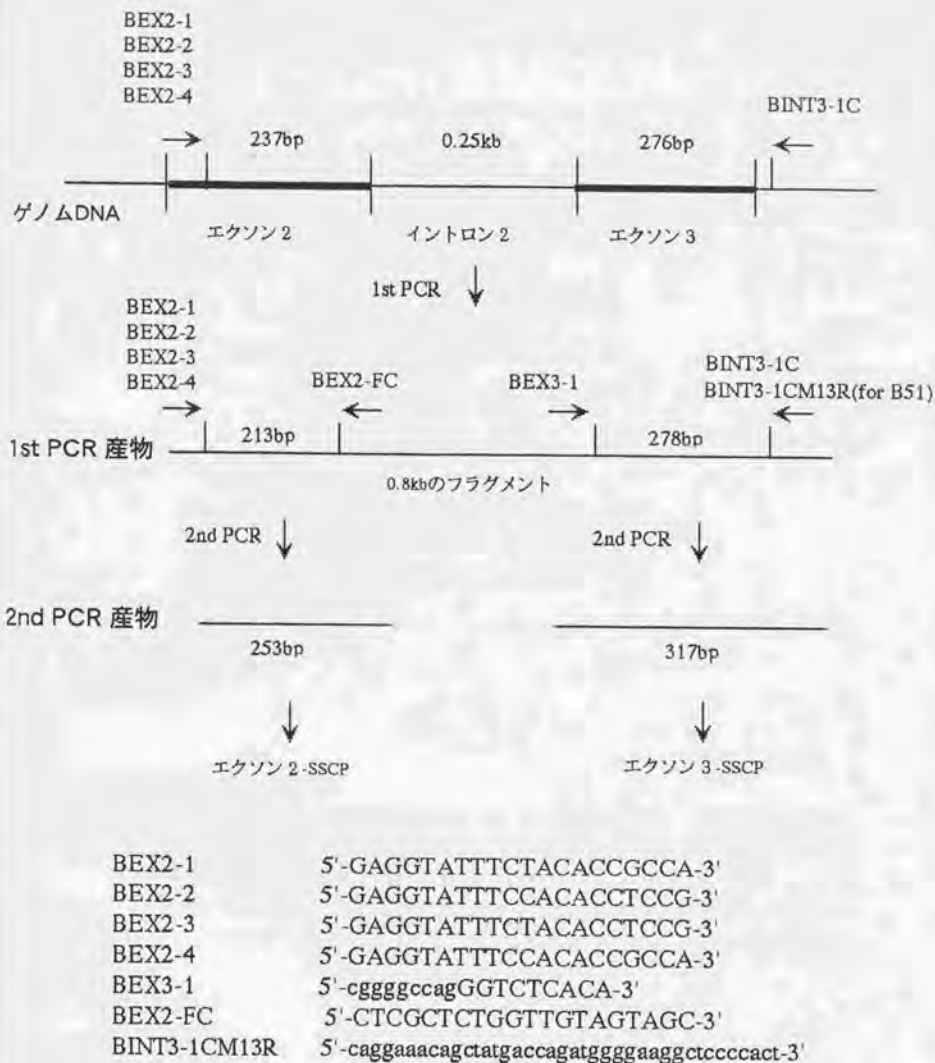 BEX2-1
BEX2-2
BEX2-3
BEX2-4
BINT3-1C
237bp
0.25kb
276bp
ゲノムDNA
エクソン 2
イントロン 2
エクソン 3
1st PCR
BEX2-1
BEX2-2
BEX2-3
BEX2-4
BEX2-FC
BEX3-1
BINT3-1C
BINT3-1CM13R(for B51)
213bp
278bp
1st PCR 産物
0.8kbのフラグメント
2nd PCR
2nd PCR
2nd PCR 産物
253bp
317bp
エクソン 2 -SSCP
エクソン 3 -SSCP
BEX2-1 5'-GAGGTATTTCTACACCGCCA-3'
BEX2-2 5'-GAGGTATTTCCACACCTCCG-3'
BEX2-3 5'-GAGGTATTTCTACACCTCCG-3'
BEX2-4 5'-GAGGTATTTCCACACCGCCA-3'
BEX3-1 5'-cggggccagGGTCTCACA-3'
BEX2-FC 5'-CTCGCTCTGGTTGTAGTAGC-3'
BINT3-1CM13R 5'-caggaaacagctatgaccagatggggaaggctccccact-3'